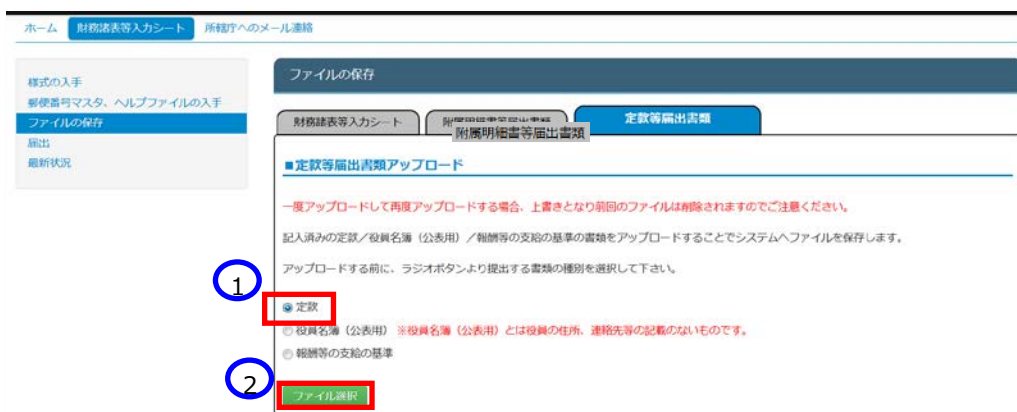 ホーム 財務諸表等入力シート 所轄庁へのメール連絡
様式の入手
郵便番号マスタ、ヘルプファイルの入手
ファイルの保存
届出
最新状況
ファイルの保存
財務諸表等入力シート 附属明細書等届出書類 定款等届出書類
附属明細書等届出書類
■定款等届出書類アップロード
一度アップロードして再度アップロードする場合、上書きとなり前回のファイルは削除されますのでご注意ください。
記入済みの定款／役員名簿（公表用）／報酬等の支給の基準の書類をアップロードすることでシステムへファイルを保存します。
アップロードする前に、ラジオボタンより提出する書類の種別を選択して下さい。
1
定款
役員名簿（公表用） ※役員名簿（公表用）とは役員の住所、連絡先等の記載のないものです。
報酬等の支給の基準
2
ファイル選択